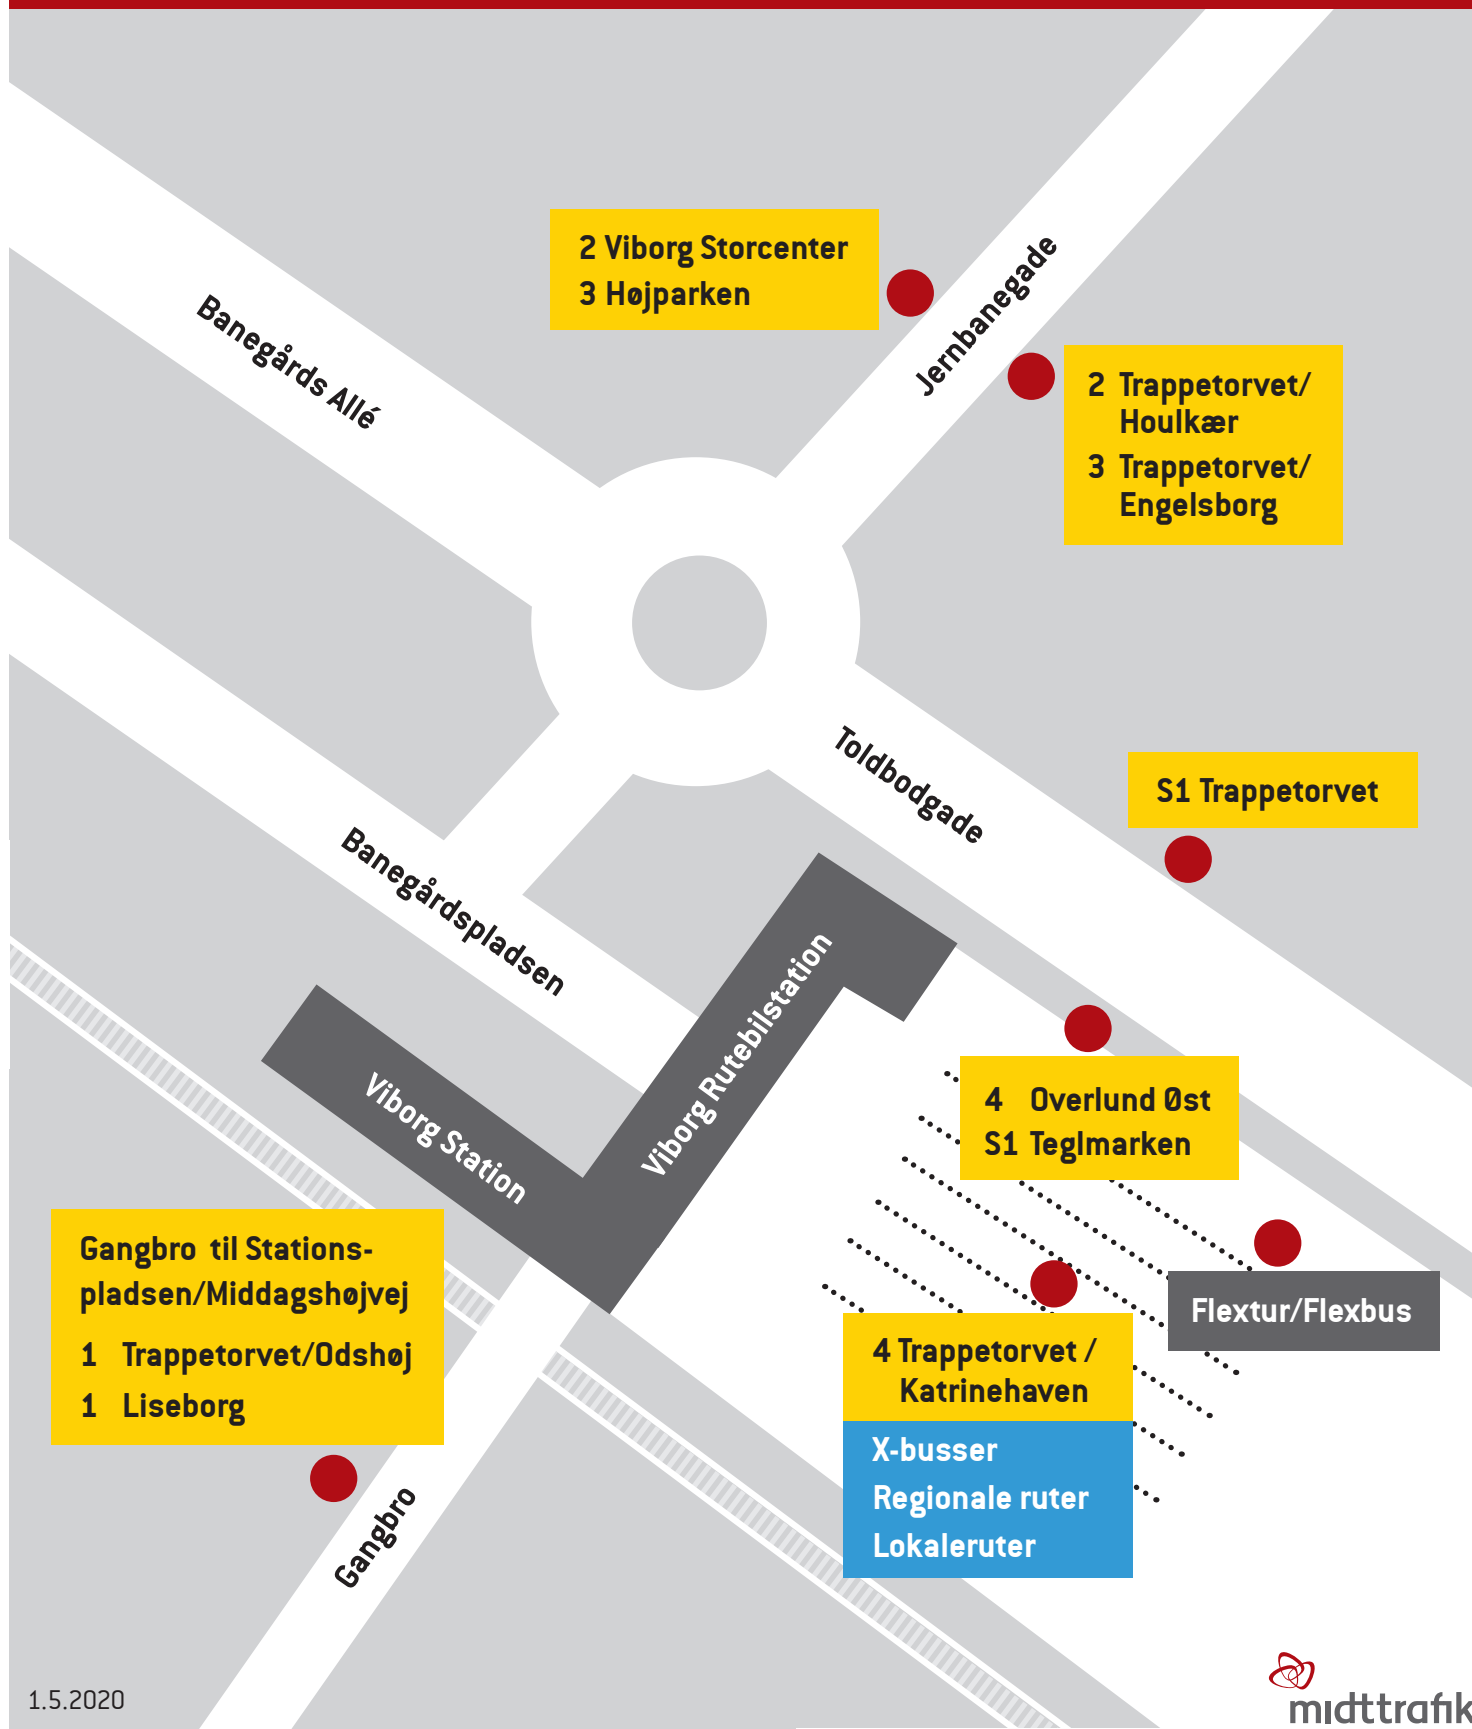 2 Viborg Storcenter
3 Højparken
Jernbanegade
Banegårds Allé
2 Trappetorvet/
Houlkær
3 Trappetorvet/
Engelsborg
Toldbodgade
S1 Trappetorvet
Banegårdspladsen
Viborg Rutebilstation
Viborg Station
4 Overlund Øst
S1 Teglmarken
Gangbro til Stations-
pladsen/Middagshøjvej
1 Trappetorvet/Odshøj
1 Liseborg
Flextur/Flexbus
4 Trappetorvet /
Katrinehaven
X-busser
Regionale ruter
Lokaleruter
Gangbro
1.5.2020
midttrafik